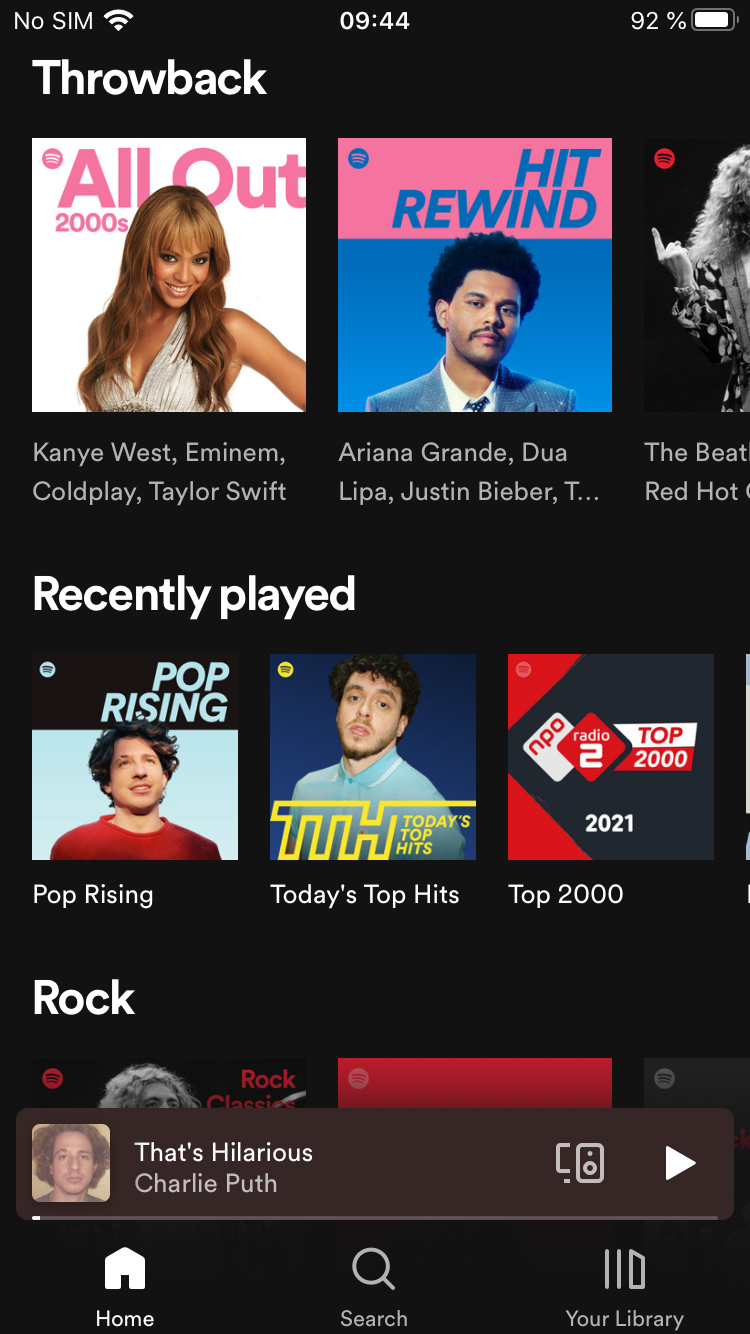 No SIM 09:44 92 %
Throwback
All Out
2000s
HIT
REWIND
Kanye West, Eminem,
Coldplay, Taylor Swift
Ariana Grande, Dua
Lipa, Justin Bieber, T...
The Beat
Red Hot
Recently played
POP
RISING
TTH TODAY'S
TOP
HITS
npo radio 2 TOP
2000
2021
Pop Rising
Today's Top Hits
Top 2000
Rock
Rock
Classics
That's Hilarious
Charlie Puth
Home
Search
Your Library